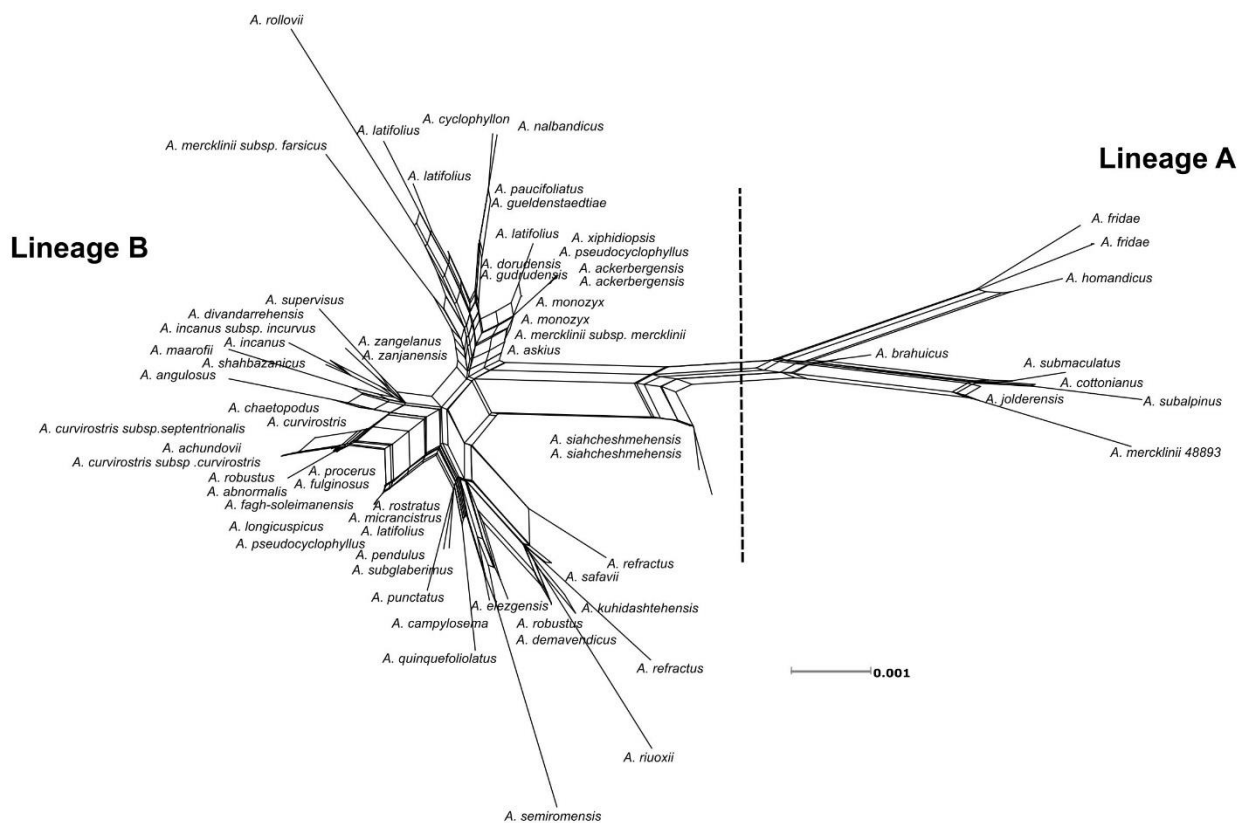 A. rollovii
A. latifolius
A. cyclophyllon
A. nalbandicus
A. mercklinii subsp. farsicus
A. latifolius
A. paucifoliatus
A. gueldenstaedtiae
A. latifolius
A. xiphidiopsis
A. pseudocyclophyllus
A. dorudensis
A. ackerbergensis
A. gudrudensis
A. ackerbergensis
A. monozyx
A. monozyx
A. mercklinii subsp. mercklinii
A. askius
Lineage B
Lineage A
A. fridae
A. fridae
A. homandicus
A. brahuicus
A. submaculatus
A. cottonianus
A. jolderensis
A. subalpinus
A. mercklinii 48893
A. supervisus
A. divandarrehensis
A. incanus subsp. incurvus
A. incanus
A. zangelanus
A. maarofii
A. zanjanensis
A. shahbazanicus
A. angulosus
A. chaetopodus
A. curvirostris
A. curvirostris subsp.septentrionalis
A. achundovii
A. curvirostris subsp .curvirostris
A. procerus
A. robustus
A. fulginosus
A. abnormalis
A. fagh-soleimanensis
A. rostratus
A. micrancistrus
A. longicuspicus
A. latifolius
A. pseudocyclophyllus
A. pendulus
A. subglaberimus
A. siahcheshmehensis
A. siahcheshmehensis
A. punctatus
A. campylosema
A. quinquefoliolatus
A. elezgensis
A. robustus
A. demavendicus
A. refractus
A. safavii
A. kuhidashtehensis
A. refractus
0.001
A. riuoxii
A. semiromensis